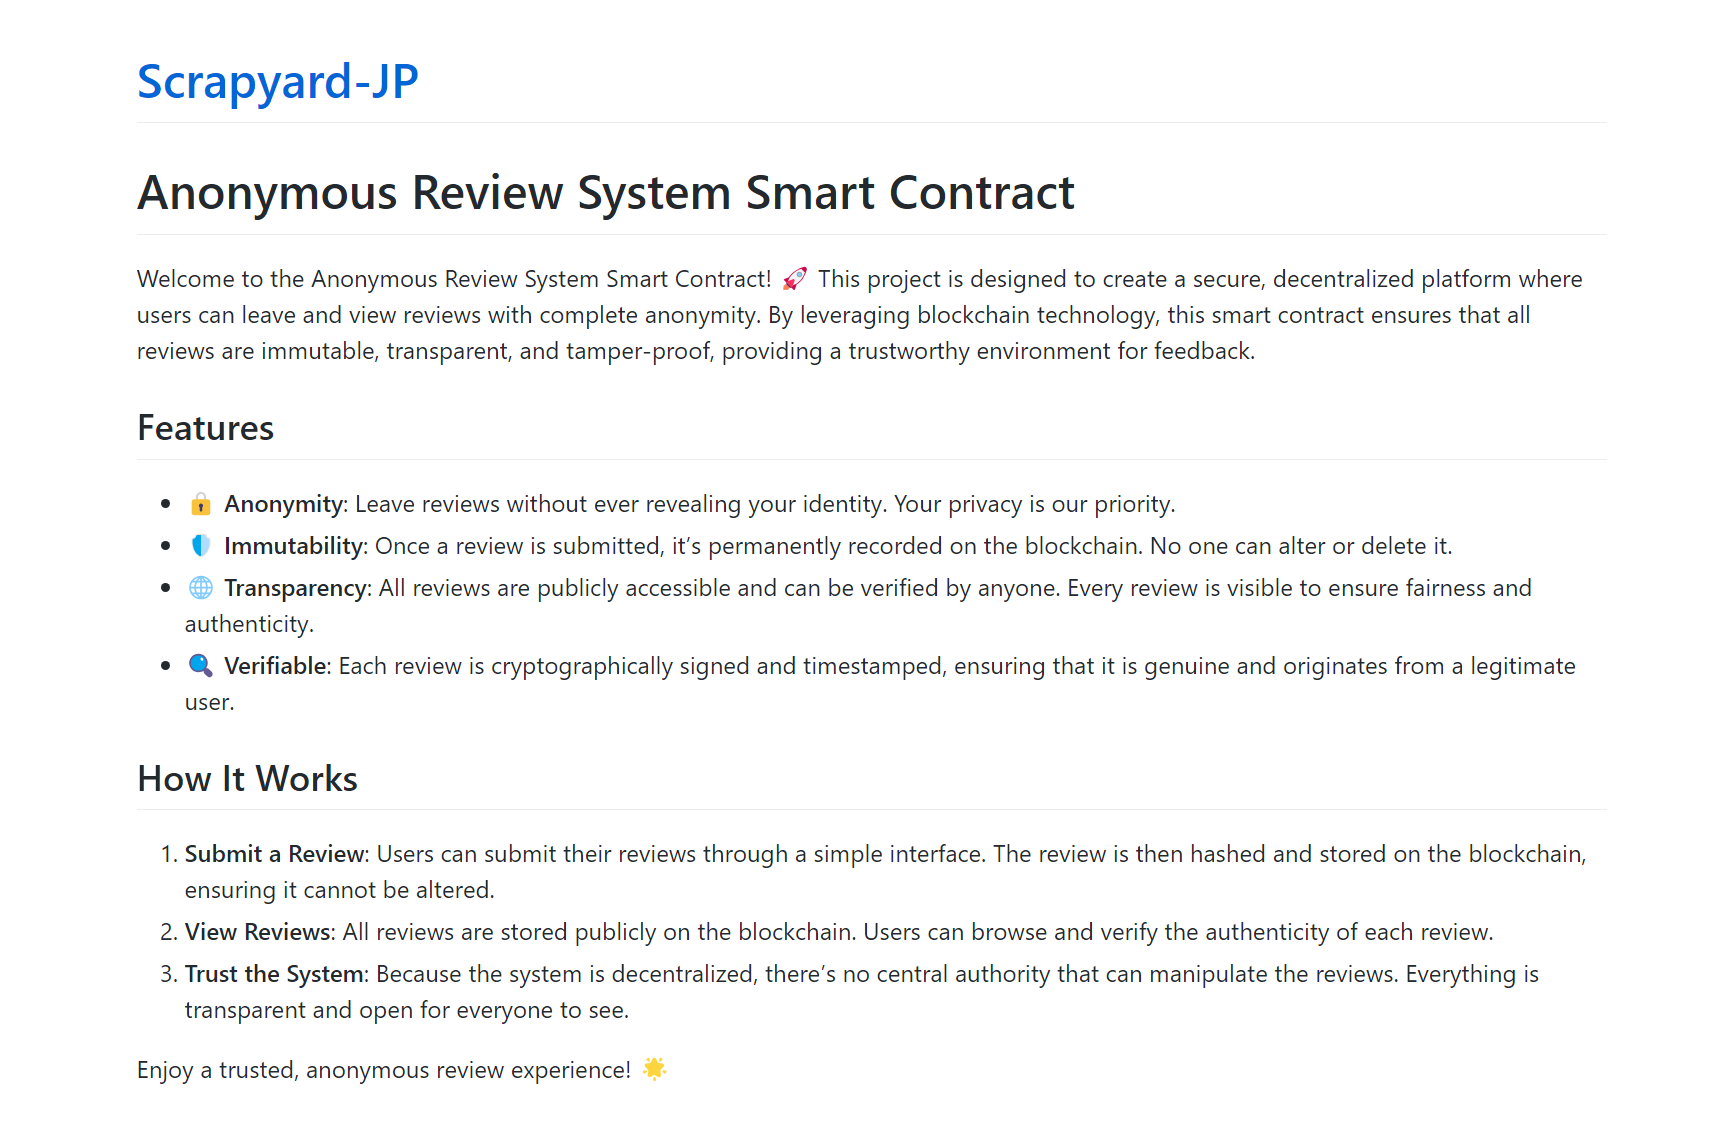 Scrapyard-JP
Anonymous Review System Smart Contract
Welcome to the Anonymous Review System Smart Contract! 🚀 This project is designed to create a secure, decentralized platform where
users can leave and view reviews with complete anonymity. By leveraging blockchain technology, this smart contract ensures that all
reviews are immutable, transparent, and tamper-proof, providing a trustworthy environment for feedback.
Features
• 🔒 Anonymity: Leave reviews without ever revealing your identity. Your privacy is our priority.
• 🛡️ Immutability: Once a review is submitted, it’s permanently recorded on the blockchain. No one can alter or delete it.
• 🌐 Transparency: All reviews are publicly accessible and can be verified by anyone. Every review is visible to ensure fairness and
authenticity.
• 🔍 Verifiable: Each review is cryptographically signed and timestamped, ensuring that it is genuine and originates from a legitimate
user.
How It Works
1. Submit a Review: Users can submit their reviews through a simple interface. The review is then hashed and stored on the blockchain,
ensuring it cannot be altered.
2. View Reviews: All reviews are stored publicly on the blockchain. Users can browse and verify the authenticity of each review.
3. Trust the System: Because the system is decentralized, there’s no central authority that can manipulate the reviews. Everything is
transparent and open for everyone to see.
Enjoy a trusted, anonymous review experience! 🌟